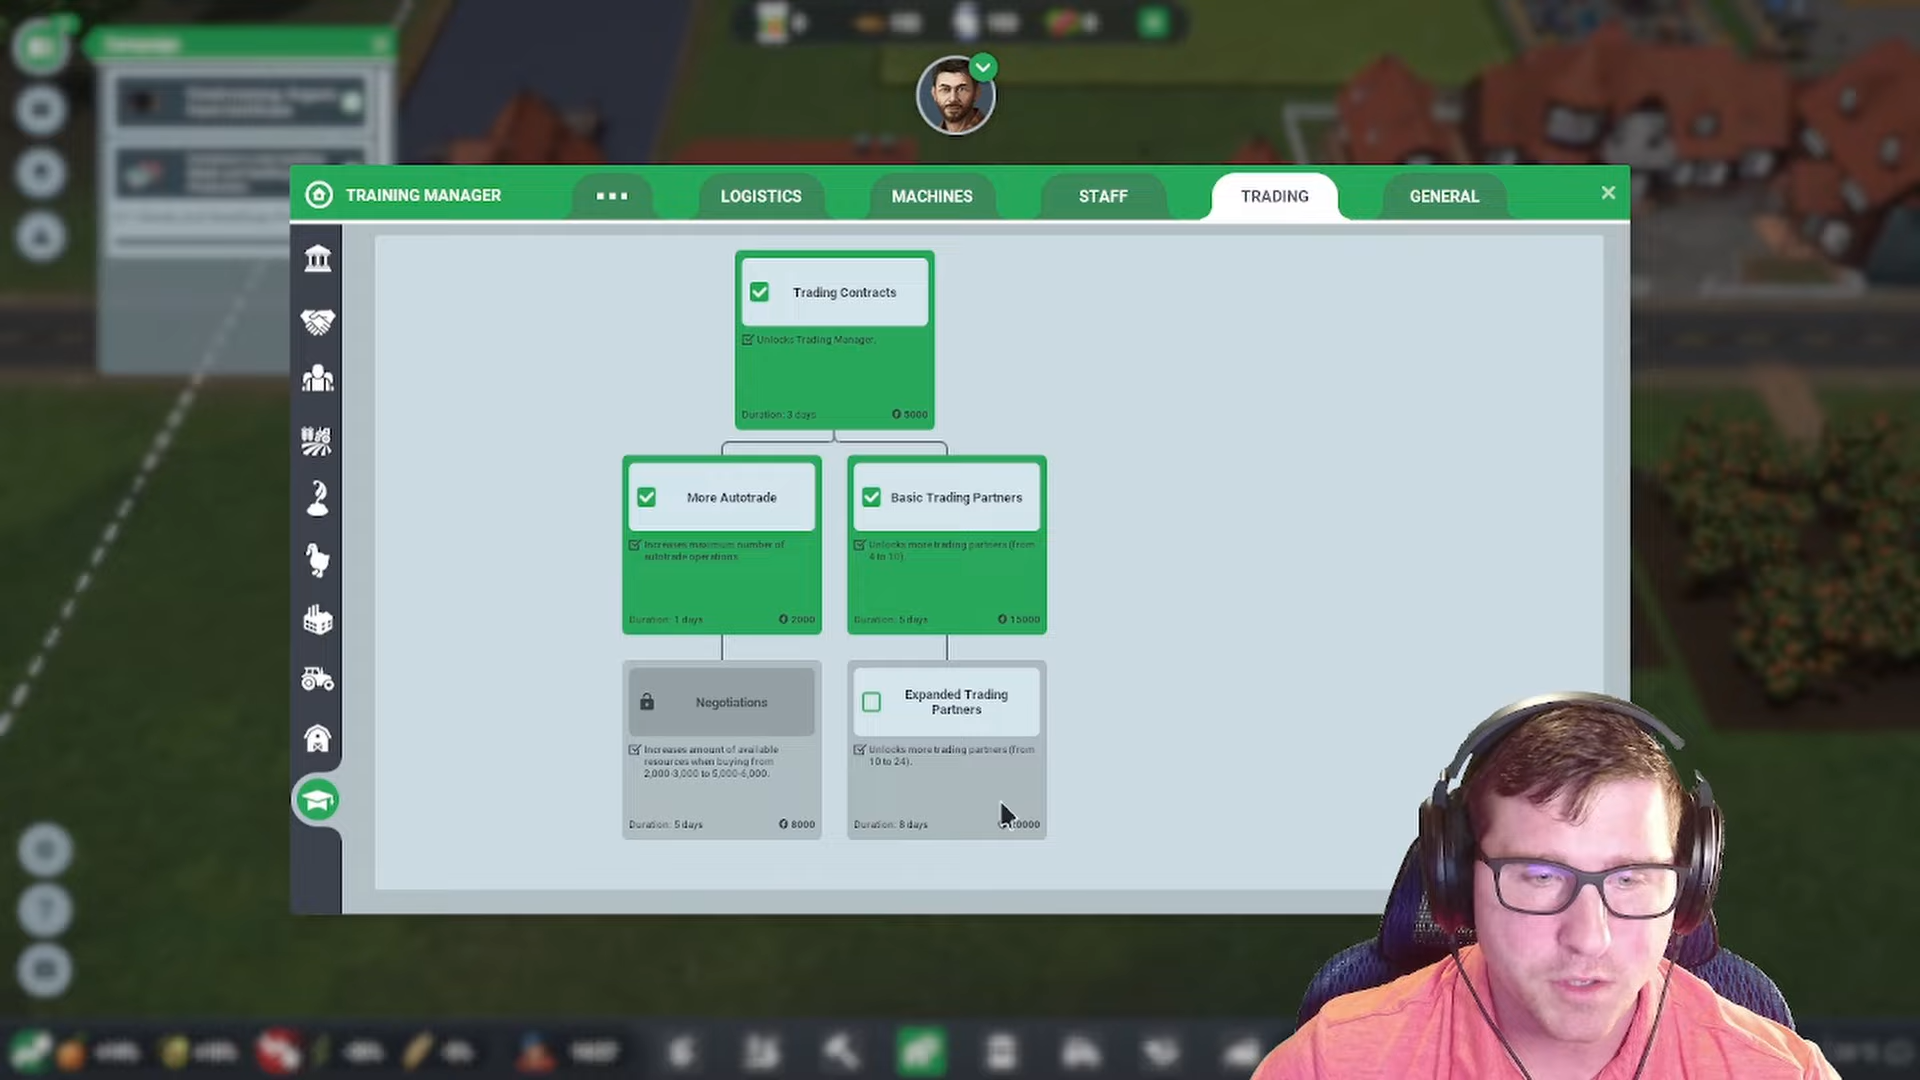 TRAINING MANAGER
LOGISTICS
MACHINES
STAFF
TRADING
GENERAL
Trading Contracts
Unlocks Trading Manager.
Duration: 3 days
5000
More Autotrade
Increases maximum number of
autotrade operations
Duration: 1 days
2000
Basic Trading Partners
Unlocks more trading partners (from
4 to 10).
Duration: 5 days
15000
Negotiations
Increases amount of available
resources when buying from
2,000-3,000 to 5,000-6,000.
Duration: 5 days
8000
Expanded Trading
Partners
Unlocks more trading partners (from
10 to 24).
Duration: 8 days